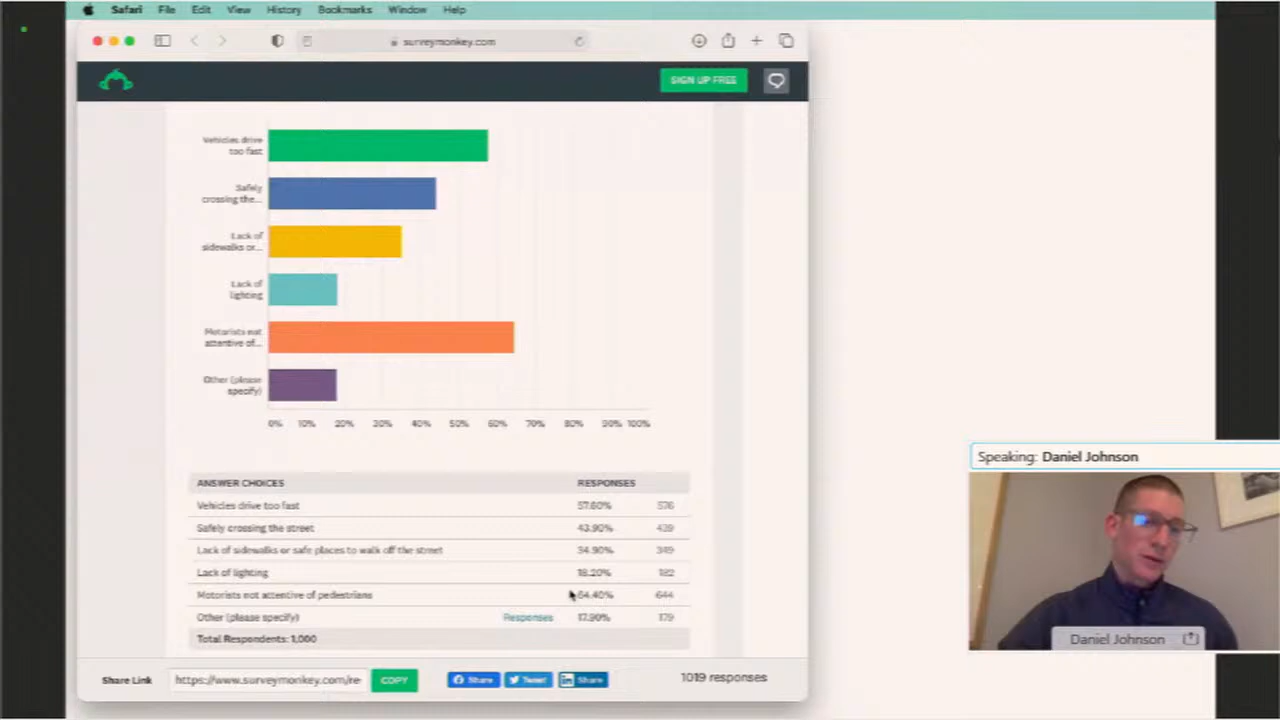 Safari File Edit View History Bookmarks Window Help
surveymonkey.com
SIGN UP FREE
Vehicles drive
too fast
Safely
crossing the...
Lack of
sidewalks or...
Lack of
lighting
Motorists not
attentive of...
Other (please
specify)
0% 10% 20% 30% 40% 50% 60% 70% 80% 90% 100%
ANSWER CHOICES RESPONSES
Vehicles drive too fast 57.60% 576
Safely crossing the street 43.90% 439
Lack of sidewalks or safe places to walk off the street 34.90% 349
Lack of lighting 18.20% 182
Motorists not attentive of pedestrians 64.40% 644
Other (please specify) Responses 17.90% 179
Total Respondents: 1,000
Share Link https://www.surveymonkey.com/re COPY Share Tweet Share 1019 responses
Speaking: Daniel Johnson
Daniel Johnson